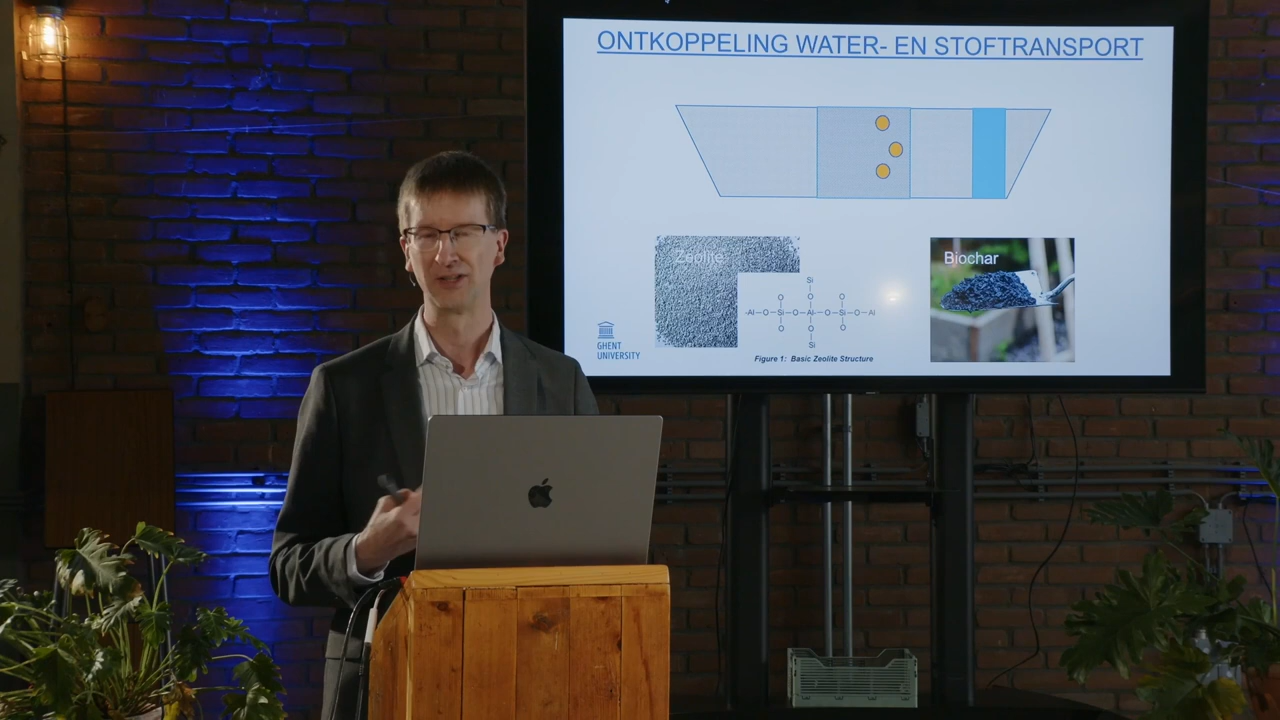 ONTKOPPELING WATER- EN STOFTRANSPORT
Zeolite
Biochar
Si
O O O
-Al-O-Si-O-Al-O-Si-O-Al
O O O
Si
Figure 1: Basic Zeolite Structure
GHENT
UNIVERSITY